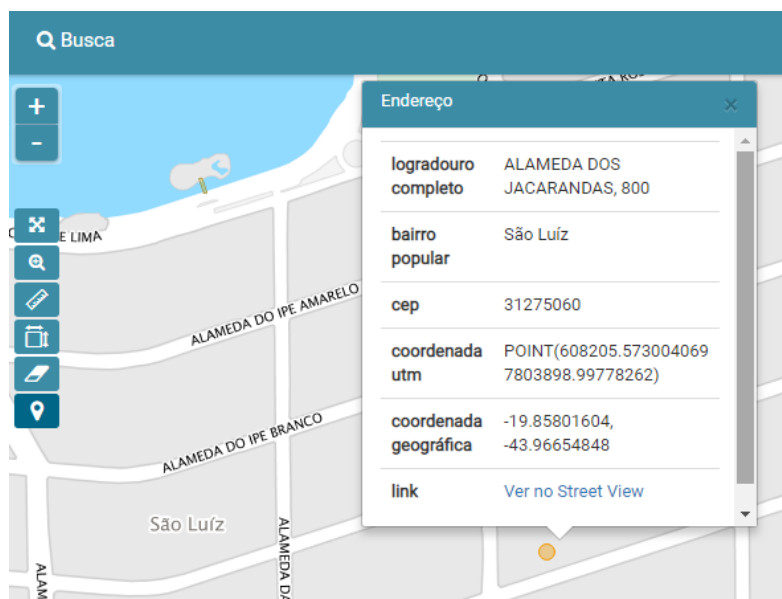 Busca
Endereço
×
+
-
logradouro completo
ALAMEDA DOS JACARANDAS, 800
bairro popular
São Luíz
cep
31275060
coordenada utm
POINT(608205.573004069 7803898.99778262)
coordenada geográfica
-19.85801604, -43.96654848
link
Ver no Street View
E LIMA
ALAMEDA DO IPE AMARELO
ALAMEDA DO IPE BRANCO
São Luíz
ALAMEDA DA
ALAM